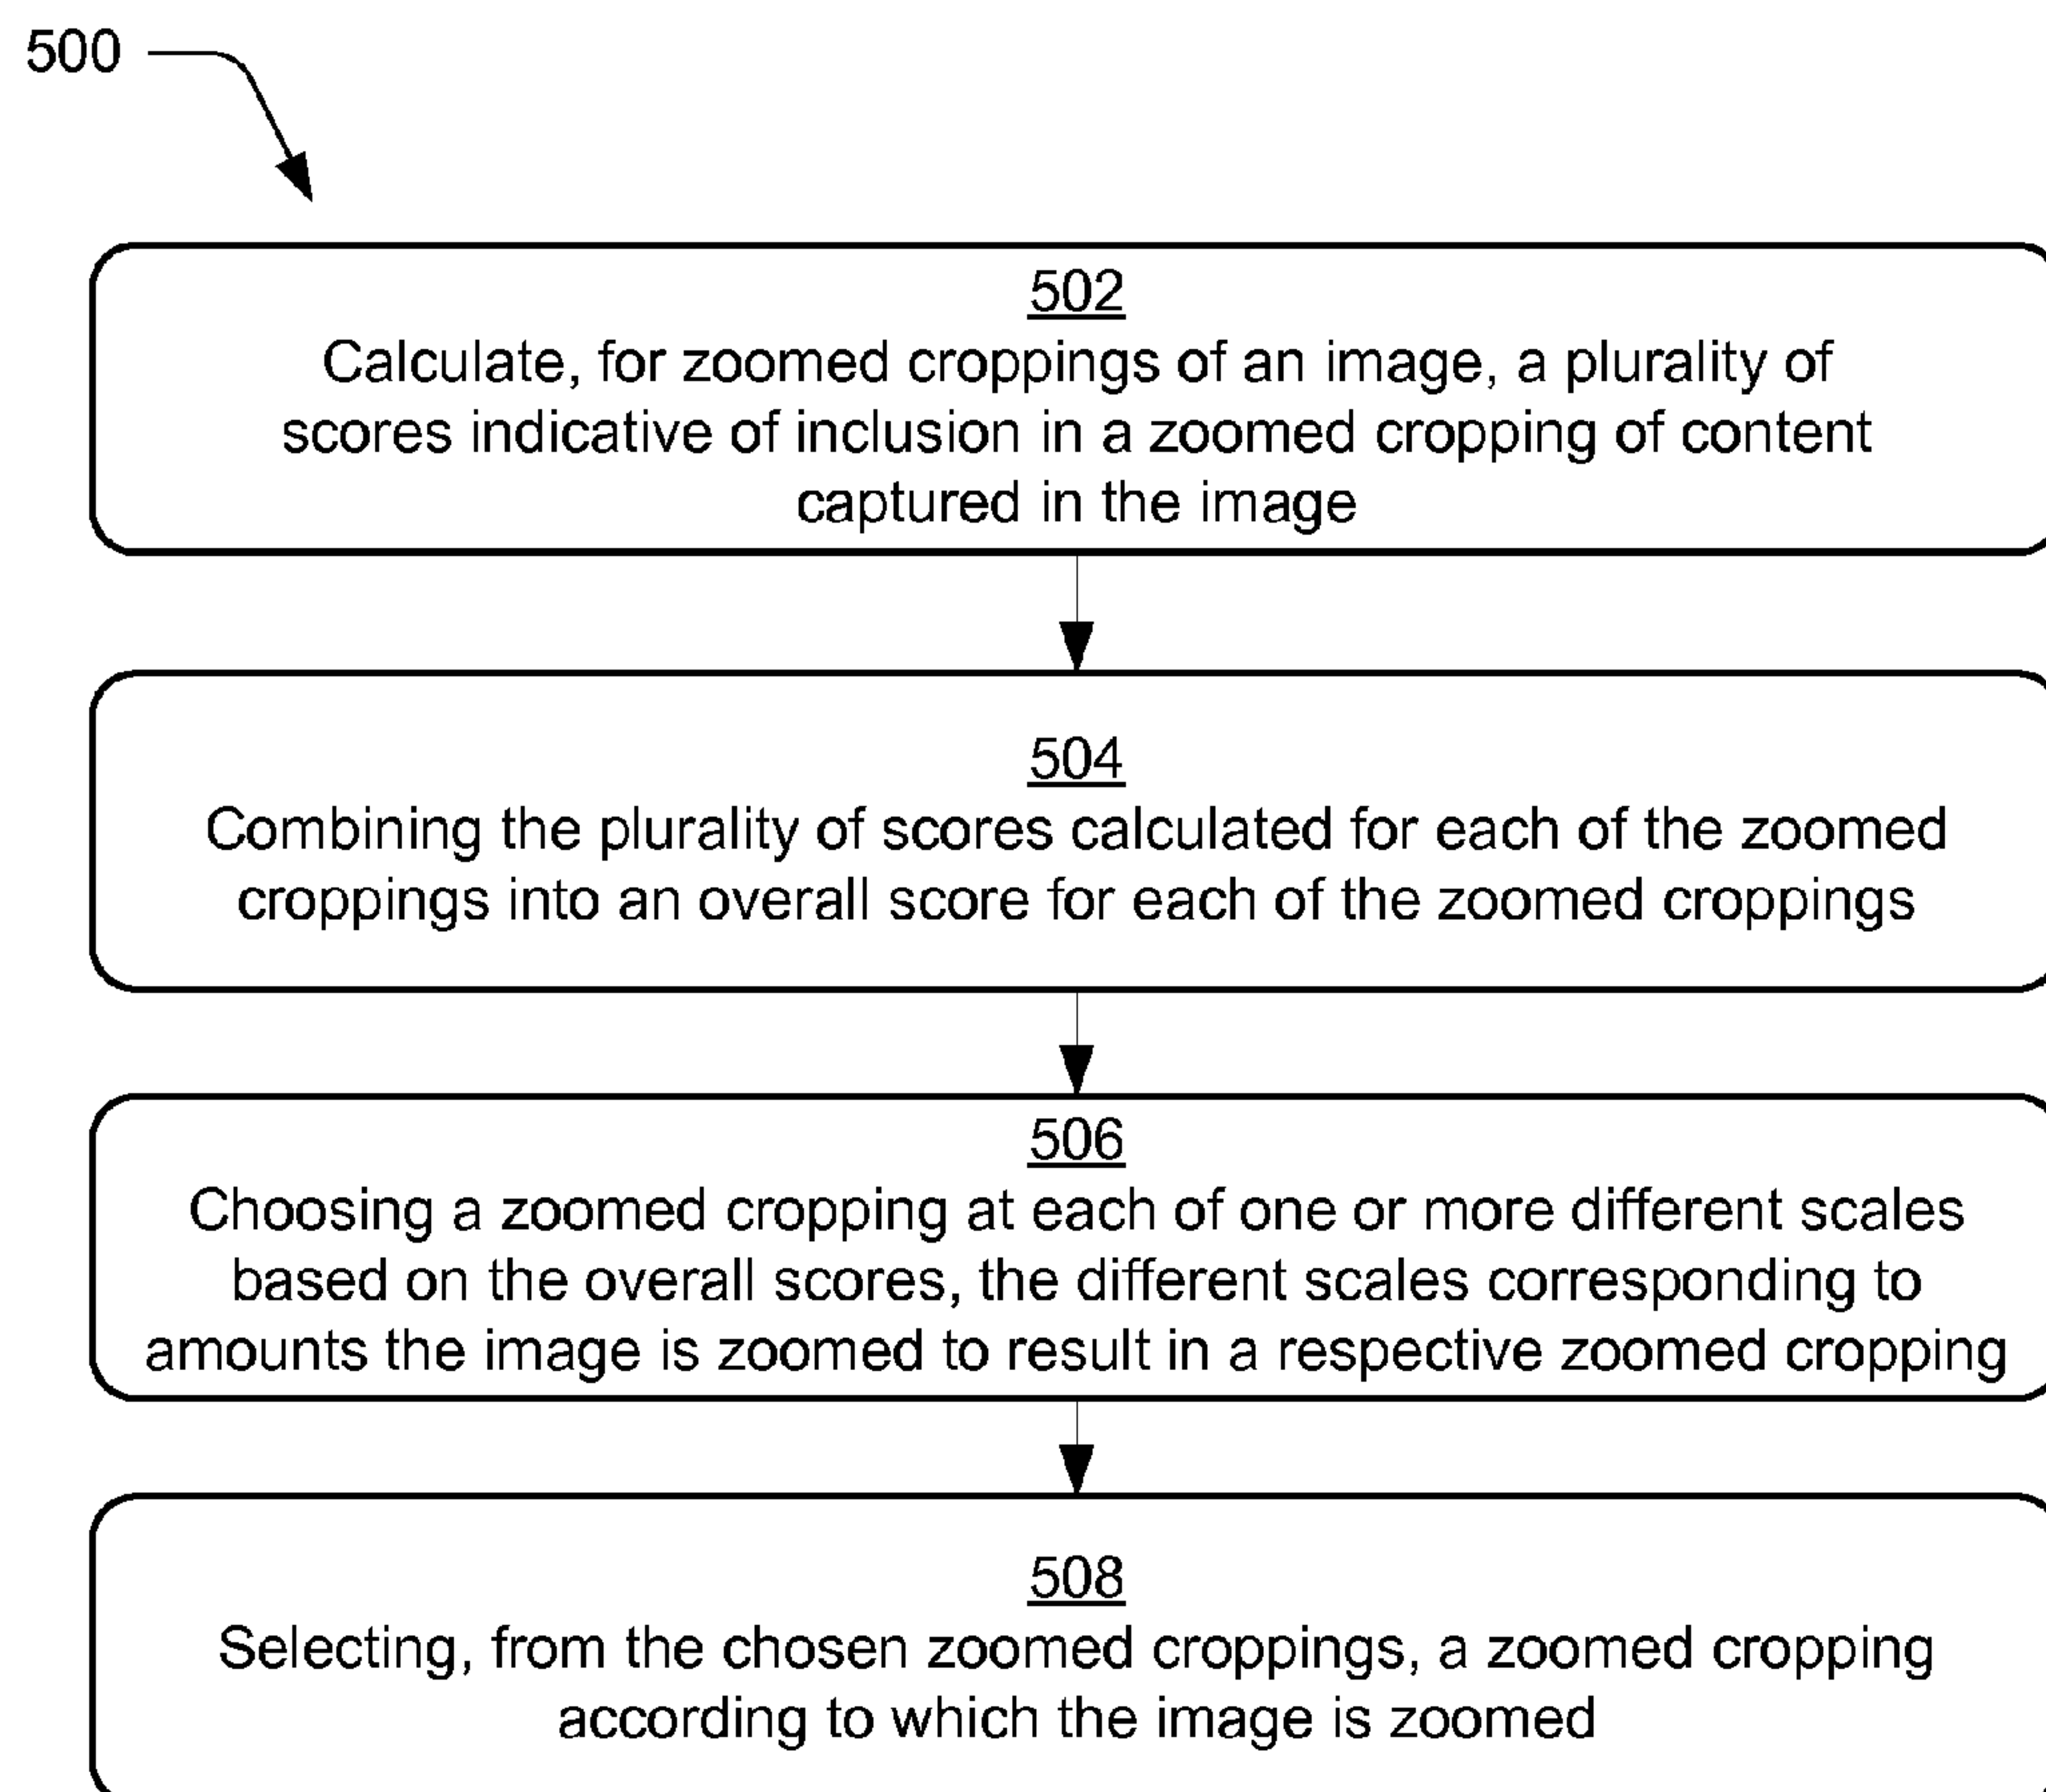 500
502
Calculate, for zoomed croppings of an image, a plurality of
scores indicative of inclusion in a zoomed cropping of content
captured in the image
504
Combining the plurality of scores calculated for each of the zoomed
croppings into an overall score for each of the zoomed croppings
506
Choosing a zoomed cropping at each of one or more different scales
based on the overall scores, the different scales corresponding to
amounts the image is zoomed to result in a respective zoomed cropping
508
Selecting, from the chosen zoomed croppings, a zoomed cropping
according to which the image is zoomed